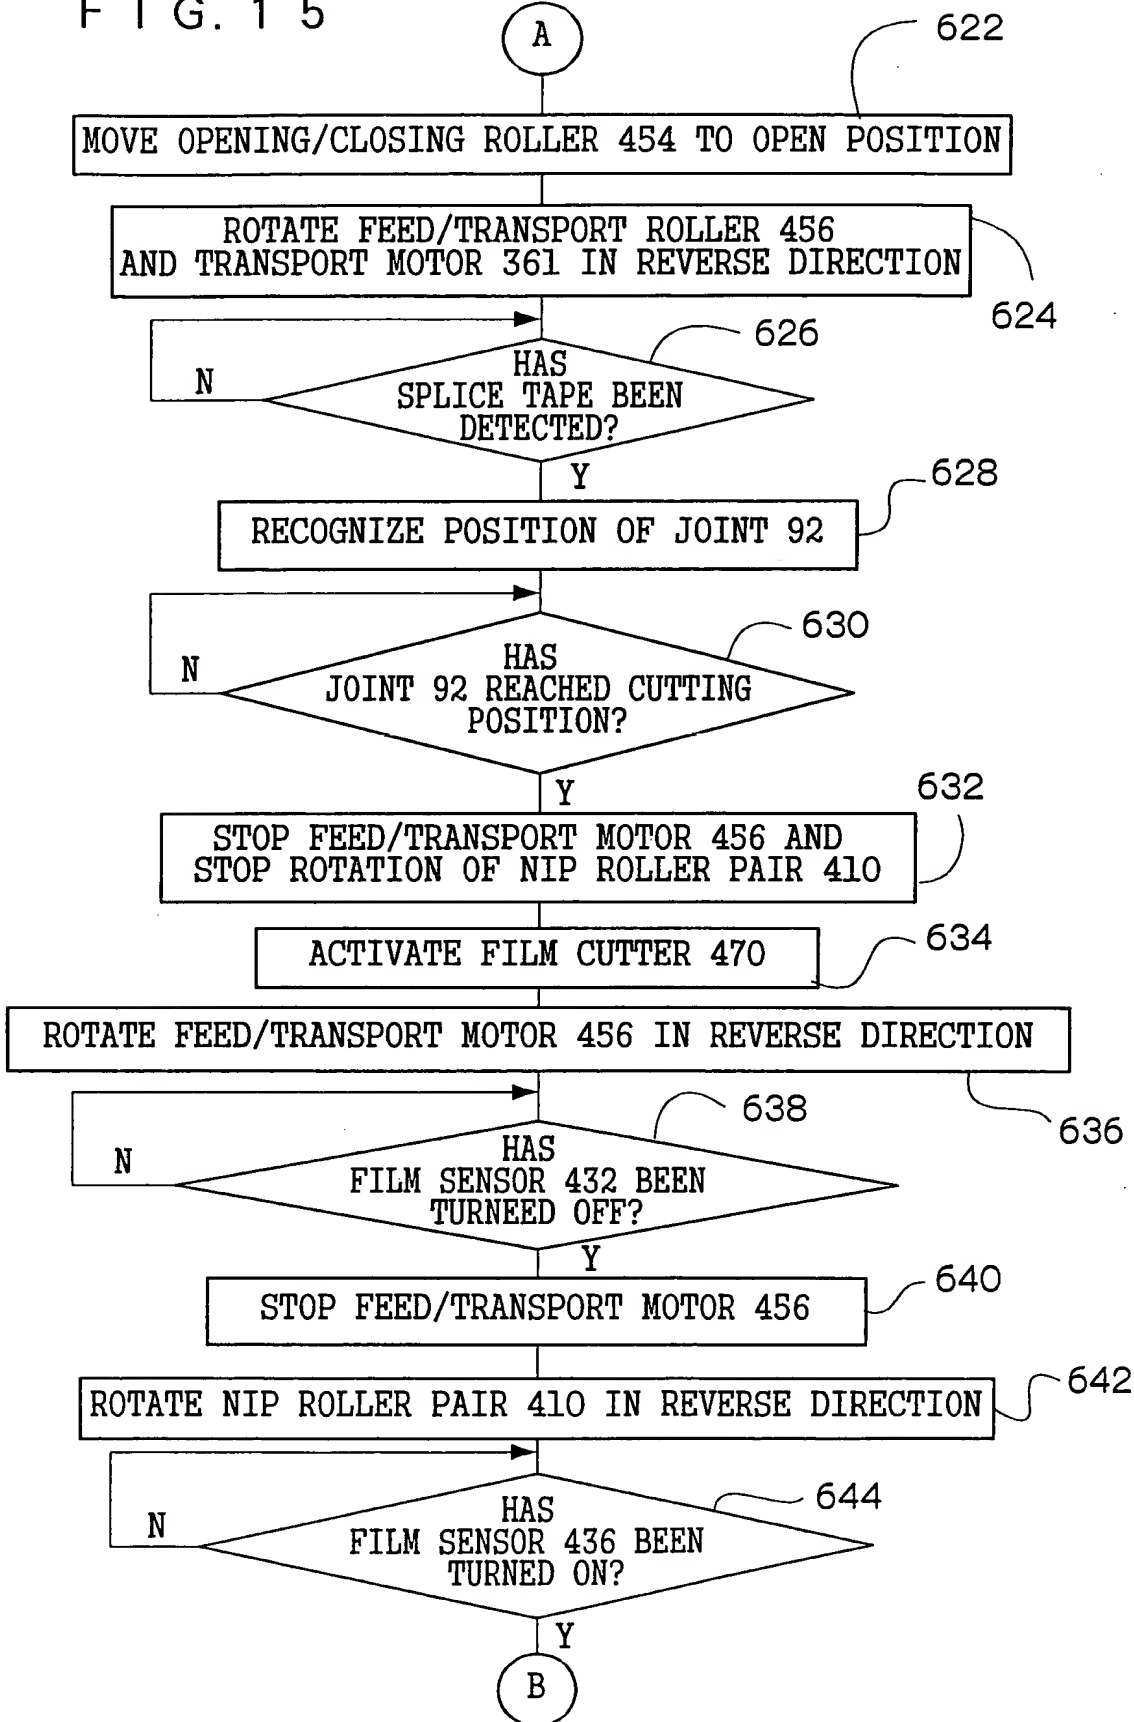 FIG. 15
A
622
MOVE OPENING/CLOSING ROLLER 454 TO OPEN POSITION
ROTATE FEED/TRANSPORT ROLLER 456
AND TRANSPORT MOTOR 361 IN REVERSE DIRECTION
624
626
HAS
SPLICE TAPE BEEN
DETECTED?
N
Y
628
RECOGNIZE POSITION OF JOINT 92
630
HAS
JOINT 92 REACHED CUTTING
POSITION?
N
Y
632
STOP FEED/TRANSPORT MOTOR 456 AND
STOP ROTATION OF NIP ROLLER PAIR 410
634
ACTIVATE FILM CUTTER 470
ROTATE FEED/TRANSPORT MOTOR 456 IN REVERSE DIRECTION
636
638
HAS
FILM SENSOR 432 BEEN
TURNEED OFF?
N
Y
640
STOP FEED/TRANSPORT MOTOR 456
642
ROTATE NIP ROLLER PAIR 410 IN REVERSE DIRECTION
644
HAS
FILM SENSOR 436 BEEN
TURNED ON?
N
Y
B